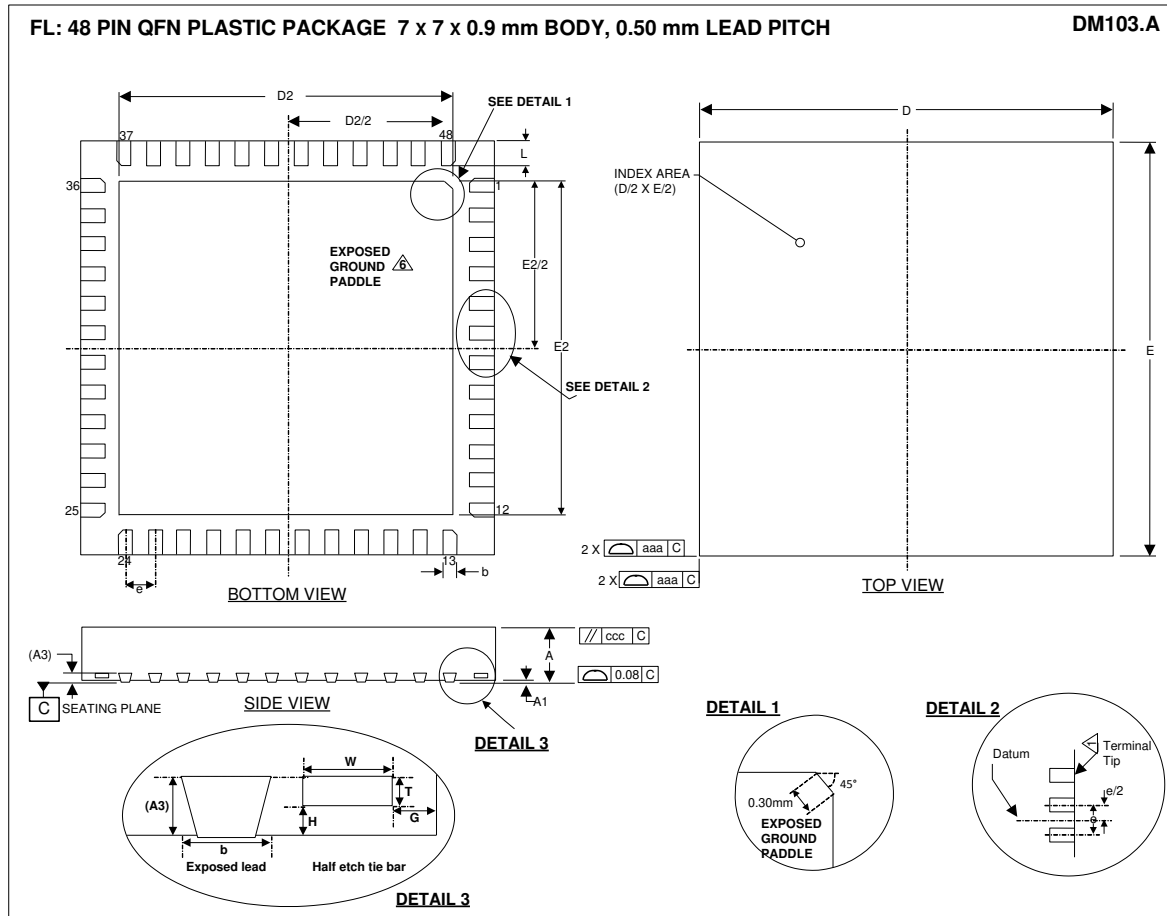 FL: 48 PIN QFN PLASTIC PACKAGE 7 x 7 x 0.9 mm BODY, 0.50 mm LEAD PITCH
DM103.A
D2
SEE DETAIL 1
D2/2
37
48
L
36
1
EXPOSED
GROUND
PADDLE
6
E2/2
E2
SEE DETAIL 2
25
12
24
13
e
b
BOTTOM VIEW
D
INDEX AREA
(D/2 X E/2)
E
2 X aaa C
2 X aaa C
TOP VIEW
(A3)
A
// ccc C
0.08 C
A1
C SEATING PLANE
SIDE VIEW
DETAIL 3
W
(A3)
T
G
H
b
Exposed lead
Half etch tie bar
DETAIL 3
DETAIL 1
45°
0.30mm
EXPOSED
GROUND
PADDLE
DETAIL 2
Datum
1
Terminal
Tip
e/2
e